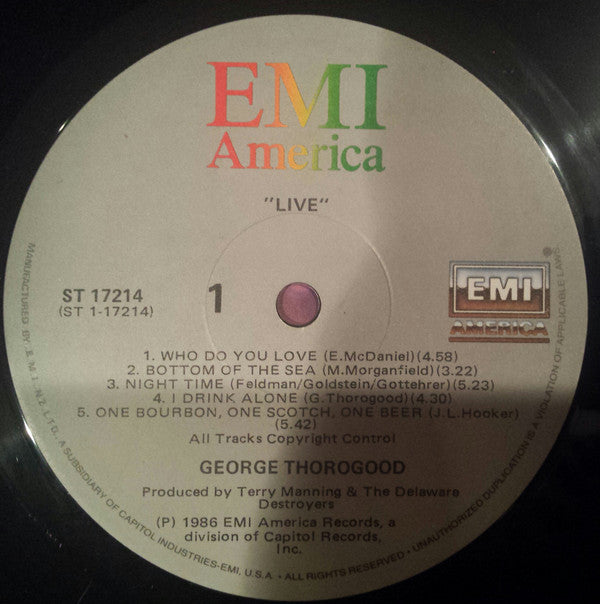 EMI
America
"LIVE"
ST 17214
(ST 1-17214)
1
EMI
AMERICA
1. WHO DO YOU LOVE (E.McDaniel)(4.58)
2. BOTTOM OF THE SEA (M.Morganfield)(3.22)
3. NIGHT TIME (Feldman/Goldstein/Gottehrer)(5.23)
4. I DRINK ALONE (G.Thorogood)(4.30)
5. ONE BOURBON, ONE SCOTCH, ONE BEER (J.L.Hooker)
(5.42)
All Tracks Copyright Control
GEORGE THOROGOOD
Produced by Terry Manning & The Delaware
Destroyers
(P) 1986 EMI America Records, a
division of Capitol Records,
Inc.
MANUFACTURED BY E.M.I. NZ. LTD. A SUBSIDIARY OF CAPITOL INDUSTRIES-EMI, U.S.A. • ALL RIGHTS RESERVED. UNAUTHORIZED DUPLICATION IS A VIOLATION OF APPLICABLE LAWS.